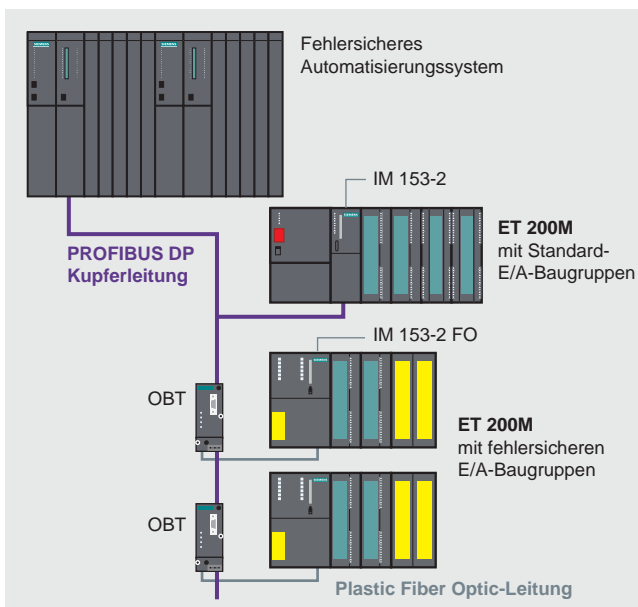 Fehlersicheres
Automatisierungssystem
IM 153-2
ET 200M
mit Standard-
E/A-Baugruppen
PROFIBUS DP
Kupferleitung
IM 153-2 FO
OBT
ET 200M
mit fehlersicheren
E/A-Baugruppen
OBT
Plastic Fiber Optic-Leitung